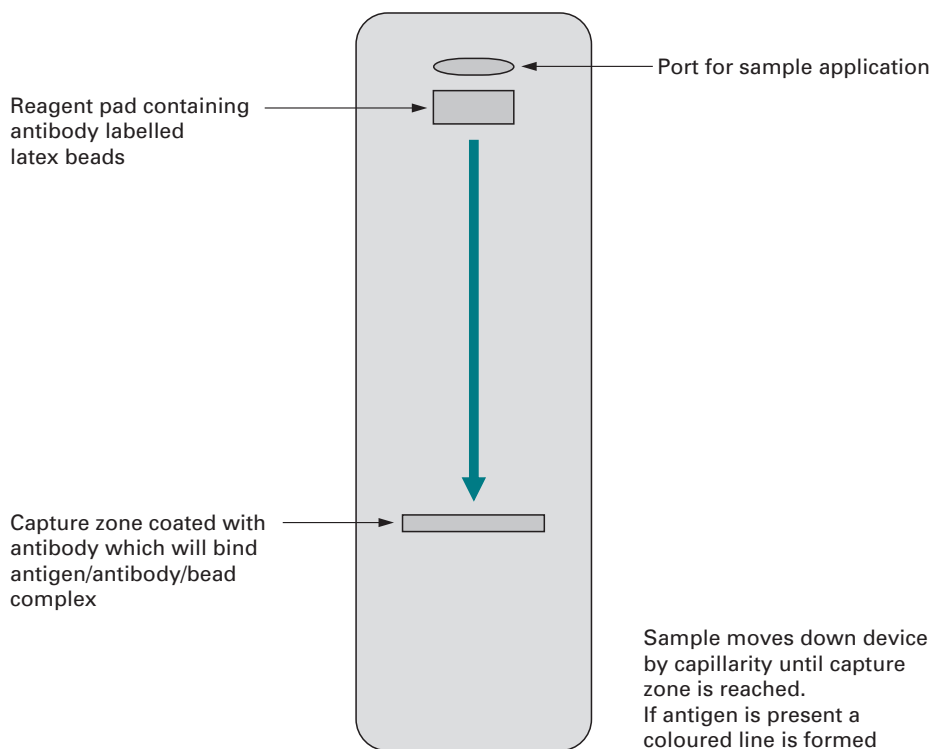 Port for sample application
Reagent pad containing
antibody labelled
latex beads
Capture zone coated with
antibody which will bind
antigen/antibody/bead
complex
Sample moves down device
by capillarity until capture
zone is reached.
If antigen is present a
coloured line is formed